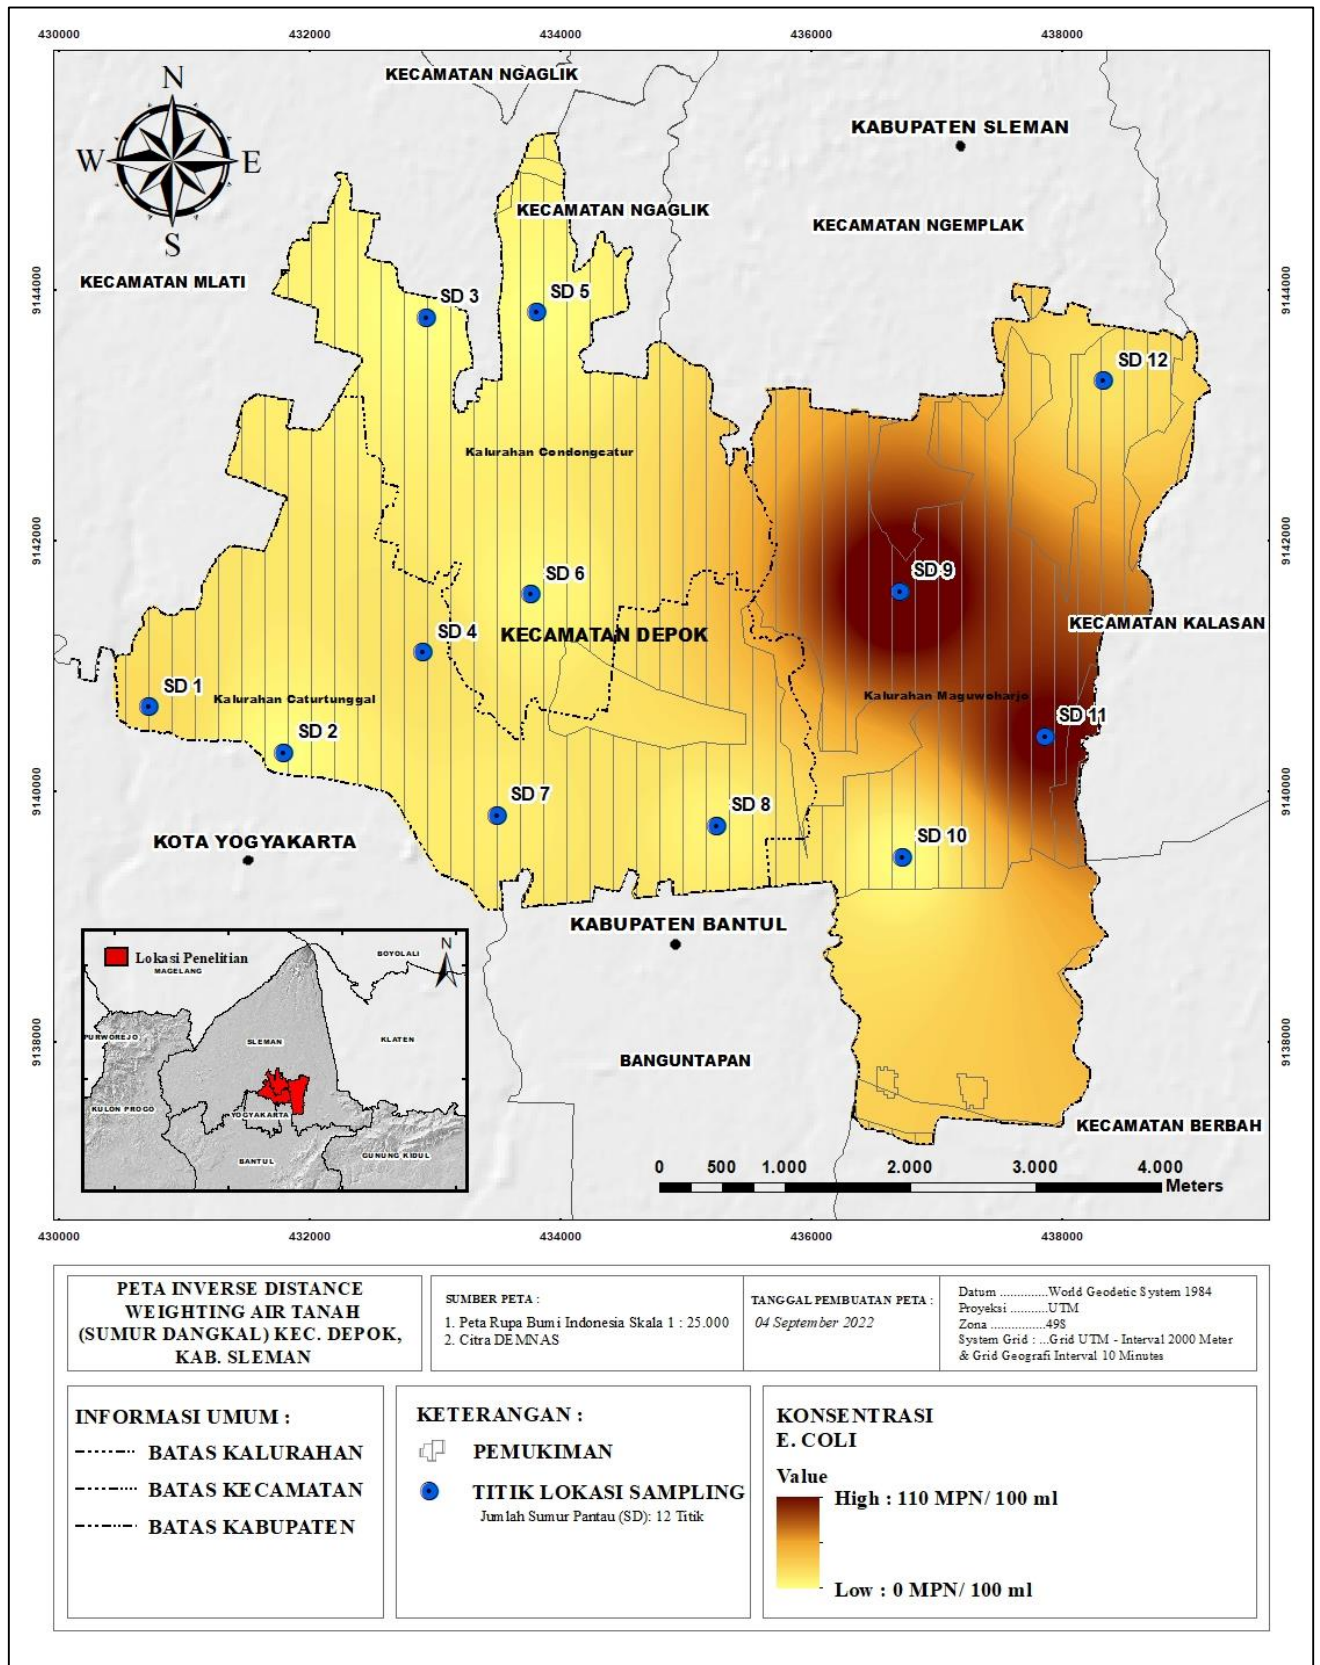 430000
432000
434000
436000
438000
KECAMATAN NGAGLIK
N
W
E
S
KABUPATEN SLEMAN
KECAMATAN NGAGLIK
KECAMATAN NGEMPLAK
KECAMATAN MLATI
9144000
9144000
SD 3
SD 5
SD 12
Kalurahan Condongcatur
9142000
9142000
SD 6
SD 9
KECAMATAN DEPOK
KECAMATAN KALASAN
SD 4
SD 1
Kalurahan Caturtunggal
Kalurahan Maguwoharjo
SD 2
SD 11
9140000
9140000
SD 7
SD 8
SD 10
KOTA YOGYAKARTA
KABUPATEN BANTUL
Lokasi Penelitian
N
BOYOLALI
MAGELANG
PURWOREJO
SLEMAN
KLATEN
KULON PROGO
YOGYAKARTA
BANTUL
GUNUNG KIDUL
9138000
9138000
BANGUNTAPAN
KECAMATAN BERBAH
0 500 1.000 2.000 3.000 4.000
Meters
430000
432000
434000
436000
438000
PETA INVERSE DISTANCE
WEIGHTING AIR TANAH
(SUMUR DANGKAL) KEC. DEPOK,
KAB. SLEMAN
SUMBER PETA :
1. Peta Rupa Bumi Indonesia Skala 1 : 25.000
2. Citra DEMNAS
TANGGAL PEMBUATAN PETA :
04 September 2022
Datum .............World Geodetic System 1984
Proyeksi ...........UTM
Zona .................49S
System Grid : ...Grid UTM - Interval 2000 Meter
& Grid Geografi Interval 10 Minutes
INFORMASI UMUM :
BATAS KALURAHAN
BATAS KECAMATAN
BATAS KABUPATEN
KETERANGAN :
PEMUKIMAN
TITIK LOKASI SAMPLING
Jumlah Sumur Pantau (SD): 12 Titik
KONSENTRASI
E. COLI
Value
High : 110 MPN/ 100 ml
Low : 0 MPN/ 100 ml